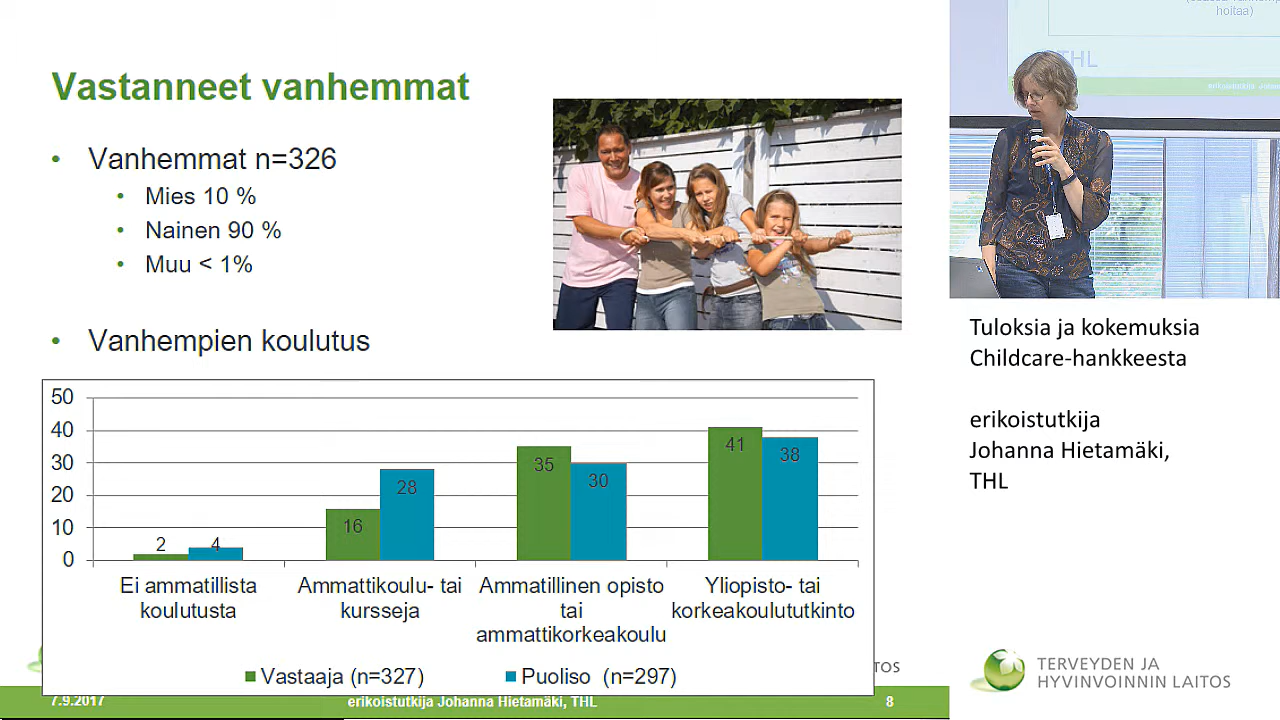 Vastanneet vanhemmat
• Vanhemmat n=326
• Mies 10 %
• Nainen 90 %
• Muu < 1%
• Vanhempien koulutus
50
40
30
20
10
0
2
4
16
28
35
30
41
38
Ei ammatillista
koulutusta
Ammattikoulu- tai
kursseja
Ammatillinen opisto
tai
ammattikorkeakoulu
Yliopisto- tai
korkeakoulututkinto
Vastaaja (n=327)
Puoliso (n=297)
TOS
7.9.2017
erikoistutkija Johanna Hietamäki, THL
8
hoitaa)
THL
Tuloksia ja kokemuksia
Childcare-hankkeesta
erikoistutkija
Johanna Hietamäki,
THL
TERVEYDEN JA
HYVINVOINNIN LAITOS